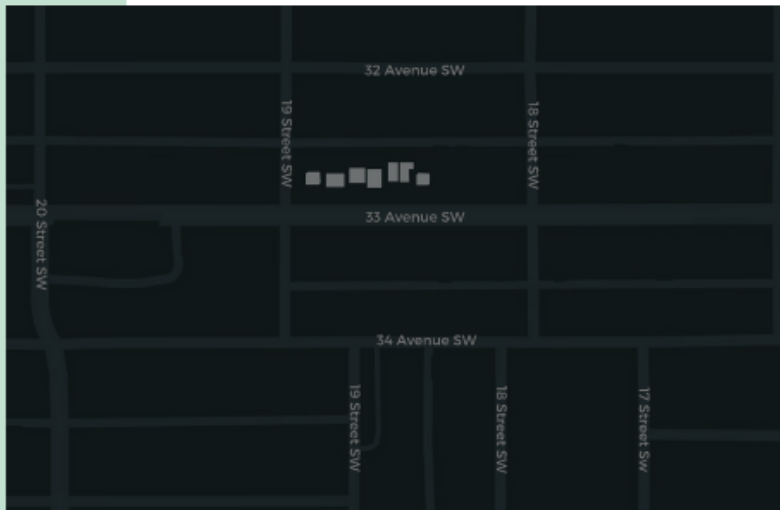 32 Avenue SW
19 Street SW
18 Street SW
33 Avenue SW
20 Street SW
34 Avenue SW
19 Street SW
18 Street SW
17 Street SW